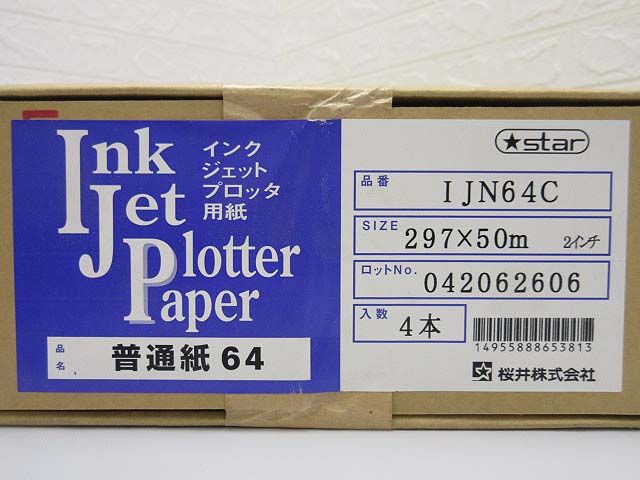 Ink
Jet
Plotter
Paper
インク
ジェット
プロッタ
用紙
品名 普通紙64
★star
品番 IJN64C
SIZE 297×50m 2インチ
ロットNo. 042062606
入数 4本
14955888653813
桜井株式会社